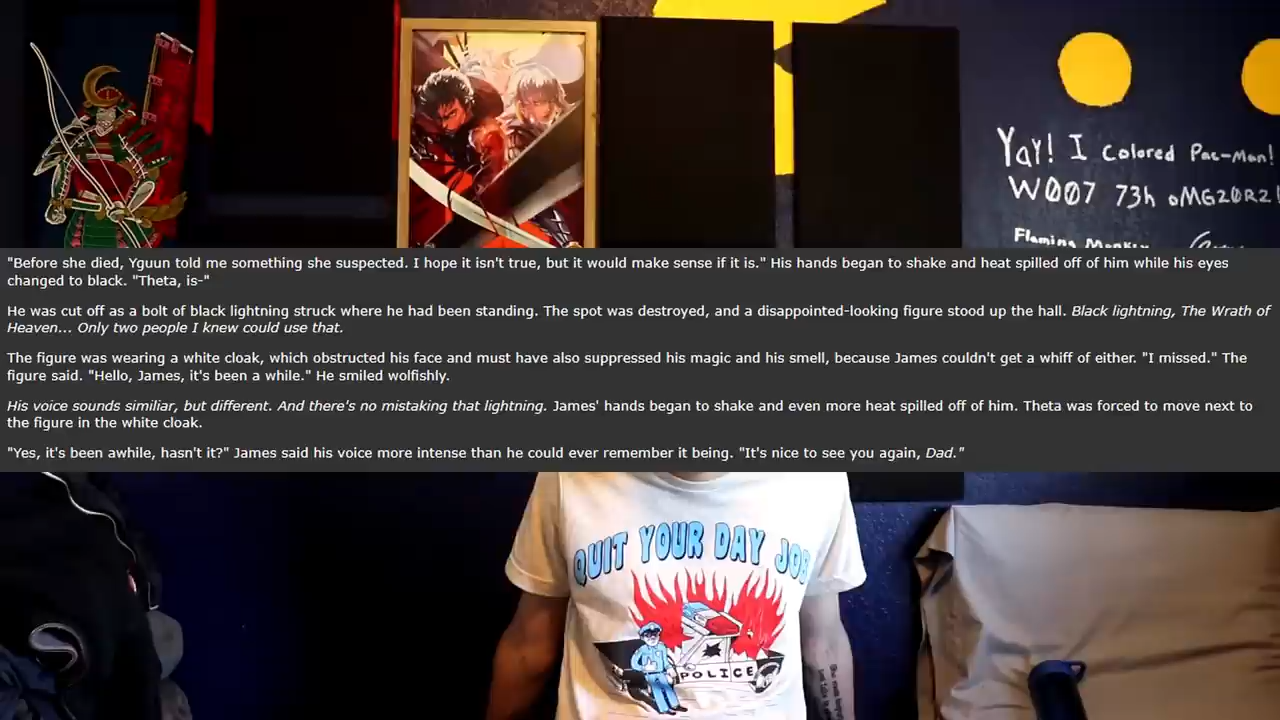 Yay! I Colored Pac-Man!
W007 73h oMG20R2!
Flaming Monkey
"Before she died, Yguun told me something she suspected. I hope it isn't true, but it would make sense if it is." His hands began to shake and heat spilled off of him while his eyes
changed to black. "Theta, is-"
He was cut off as a bolt of black lightning struck where he had been standing. The spot was destroyed, and a disappointed-looking figure stood up the hall. Black lightning, The Wrath of
Heaven... Only two people I knew could use that.
The figure was wearing a white cloak, which obstructed his face and must have also suppressed his magic and his smell, because James couldn't get a whiff of either. "I missed." The
figure said. "Hello, James, it's been a while." He smiled wolfishly.
His voice sounds similiar, but different. And there's no mistaking that lightning. James' hands began to shake and even more heat spilled off of him. Theta was forced to move next to
the figure in the white cloak.
"Yes, it's been awhile, hasn't it?" James said his voice more intense than he could ever remember it being. "It's nice to see you again, Dad."
QUIT YOUR DAY JOB
POLICE